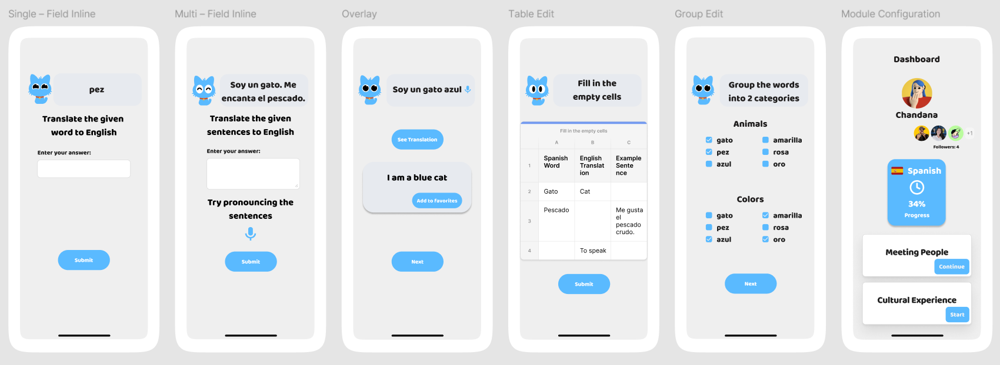 Single – Field Inline
pez
Translate the given
word to English
Enter your answer:
Submit
Multi – Field Inline
Soy un gato. Me
encanta el pescado.
Translate the given
sentences to English
Enter your answer:
Try pronouncing the
sentences
Submit
Overlay
Soy un gato azul
See Translation
I am a blue cat
Add to favorites
Next
Table Edit
Fill in the
empty cells
Fill in the empty cells
A B C
1 Spanish Word English Translat ion Example Sente nce
2 Gato Cat
3 Pescado Me gusta el pescado crudo.
4 To speak
Submit
Group Edit
Group the words
into 2 categories
Animals
gato amarilla
pez rosa
azul oro
Colors
gato amarilla
pez rosa
azul oro
Next
Module Configuration
Dashboard
Chandana
+1
Followers: 4
Spanish
34%
Progress
Meeting People
Continue
Cultural Experience
Start